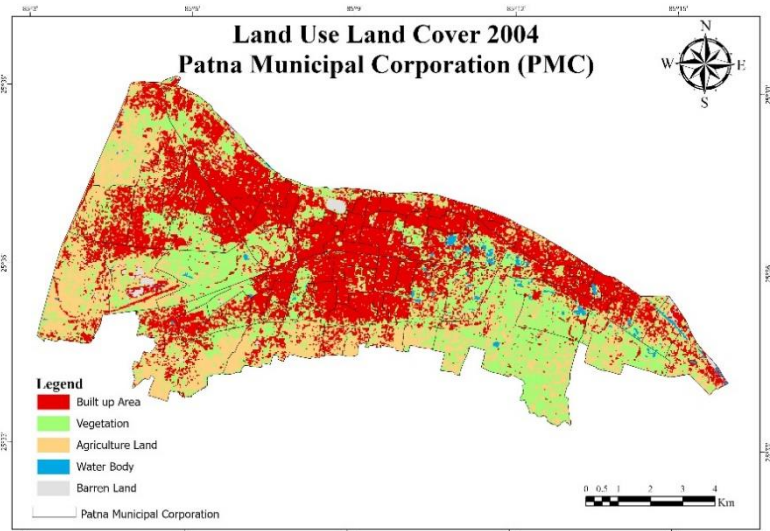 Land Use Land Cover 2004
Patna Municipal Corporation (PMC)
N
W E
S
Legend
Built up Area
Vegetation
Agriculture Land
Water Body
Barren Land
Patna Municipal Corporation
0 0.5 1 2 3 4
Km